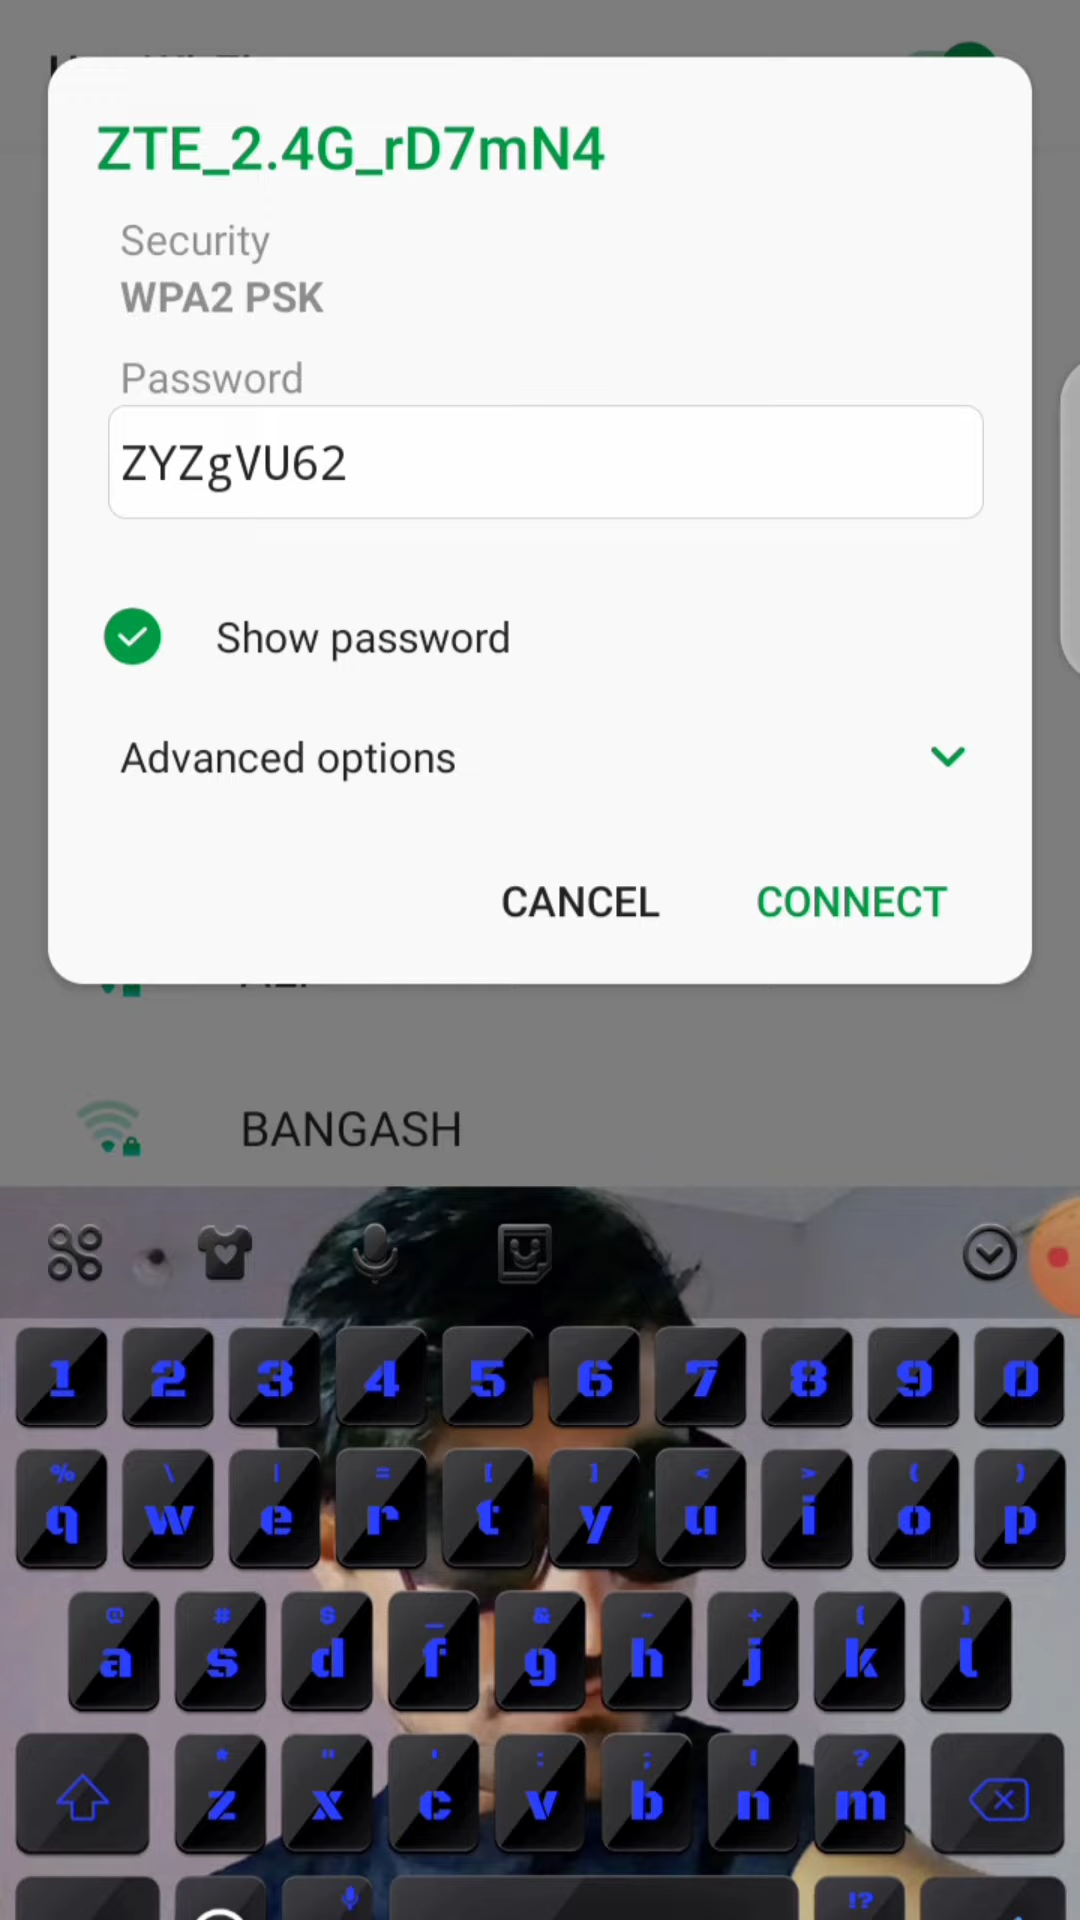 ZTE_2.4G_rD7mN4
Security
WPA2 PSK
Password
ZYZgVU62
Show password
Advanced options
CANCEL CONNECT
BANGASH
1 2 3 4 5 6 7 8 9 0
% \ | = [ ] < > { }
q w e r t y u i o p
@ # $ _ & - + ( )
a s d f g h j k l
* " ' : ; ! ?
z x c v b n m
!?